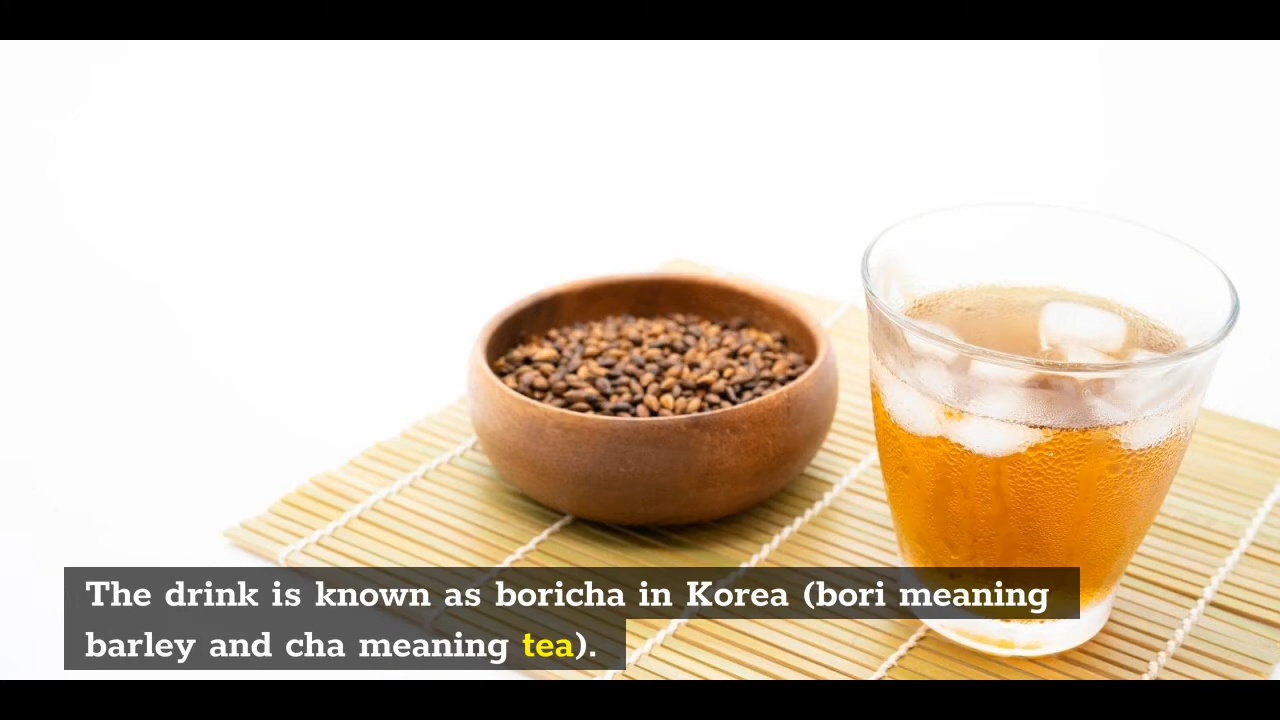 The drink is known as boricha in Korea (bori meaning
barley and cha meaning tea).